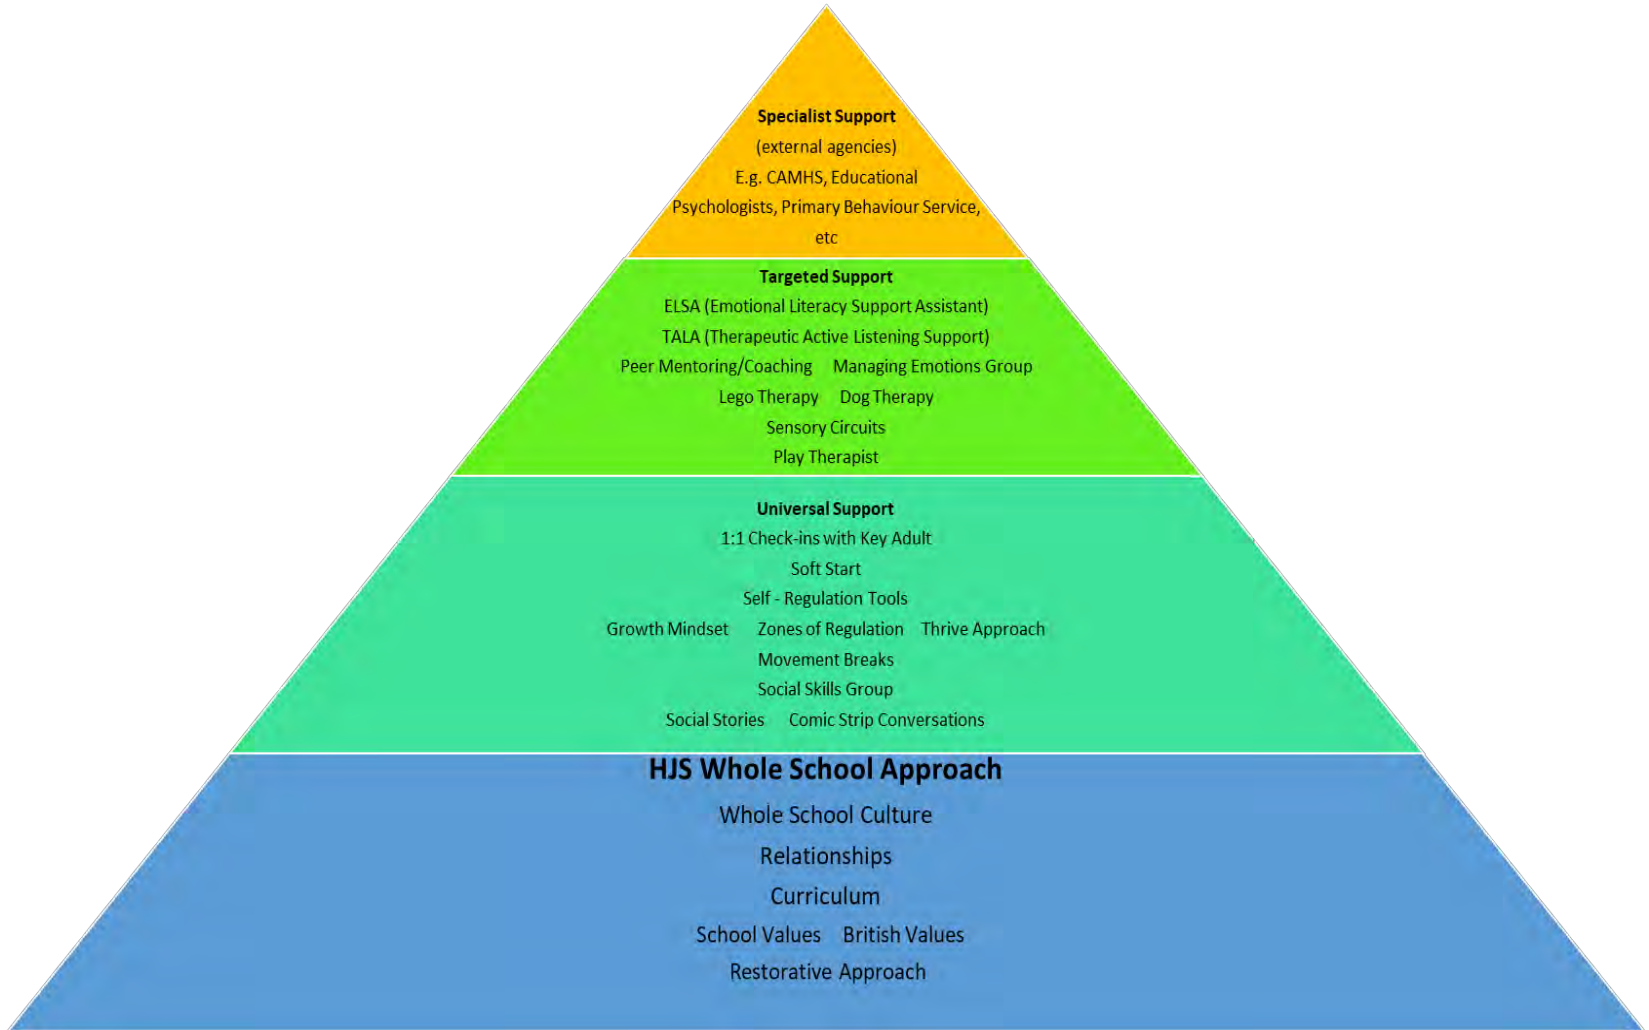 Specialist Support
(external agencies)
E.g. CAMHS, Educational
Psychologists, Primary Behaviour Service,
etc
Targeted Support
ELSA (Emotional Literacy Support Assistant)
TALA (Therapeutic Active Listening Support)
Peer Mentoring/Coaching Managing Emotions Group
Lego Therapy Dog Therapy
Sensory Circuits
Play Therapist
Universal Support
1:1 Check-ins with Key Adult
Soft Start
Self - Regulation Tools
Growth Mindset Zones of Regulation Thrive Approach
Movement Breaks
Social Skills Group
Social Stories Comic Strip Conversations
HJS Whole School Approach
Whole School Culture
Relationships
Curriculum
School Values British Values
Restorative Approach